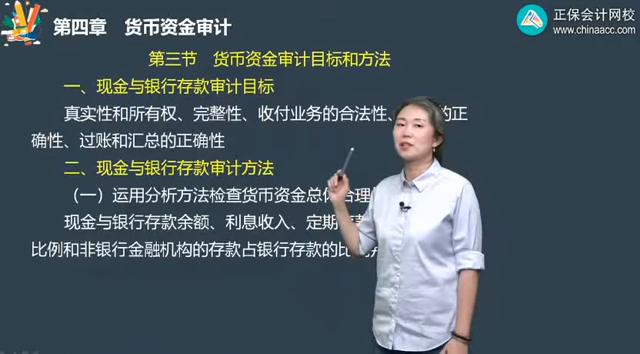 正保会计网校
www.chinaacc.com
第四章 货币资金审计
第三节 货币资金审计目标和方法
一、现金与银行存款审计目标
真实性和所有权、完整性、收付业务的合法性、 的正
确性、过账和汇总的正确性
二、现金与银行存款审计方法
（一）运用分析方法检查货币资金总体合理
现金与银行存款余额、利息收入、定期存款
比例和非银行金融机构的存款占银行存款的比